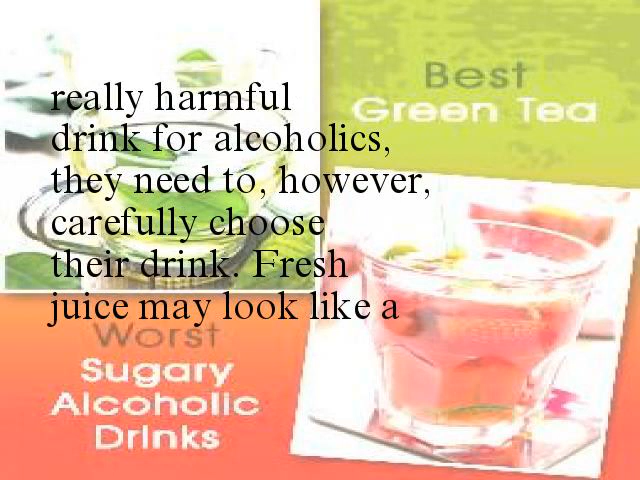 Best
Green Tea
really harmful
drink for alcoholics,
they need to, however,
carefully choose
their drink. Fresh
juice may look like a
Worst
Sugary
Alcoholic
Drinks